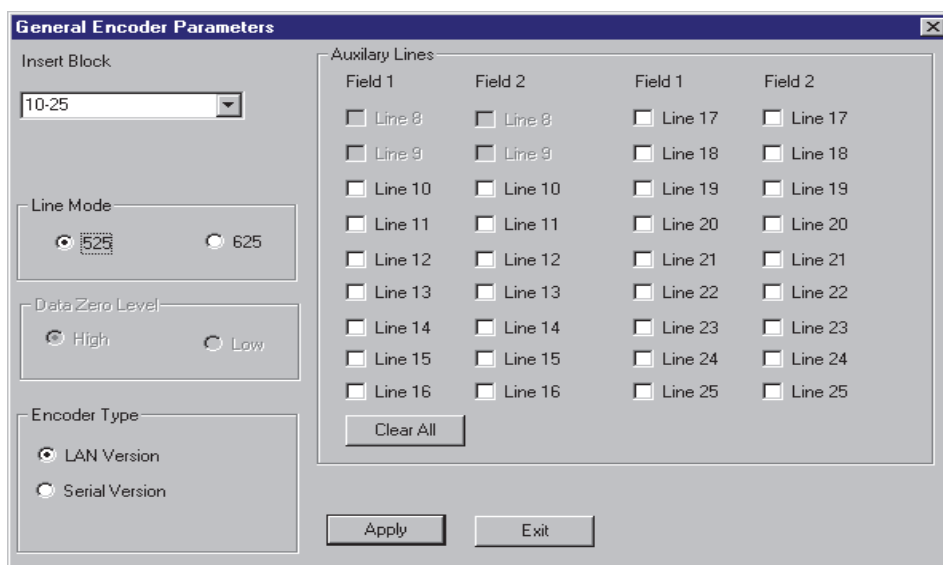 General Encoder Parameters
Insert Block
10-25
Line Mode
525 625
Data Zero Level
High Low
Encoder Type
LAN Version
Serial Version
Auxilary Lines
Field 1 Field 2 Field 1 Field 2
Line 8 Line 8 Line 17 Line 17
Line 9 Line 9 Line 18 Line 18
Line 10 Line 10 Line 19 Line 19
Line 11 Line 11 Line 20 Line 20
Line 12 Line 12 Line 21 Line 21
Line 13 Line 13 Line 22 Line 22
Line 14 Line 14 Line 23 Line 23
Line 15 Line 15 Line 24 Line 24
Line 16 Line 16 Line 25 Line 25
Clear All
Apply Exit